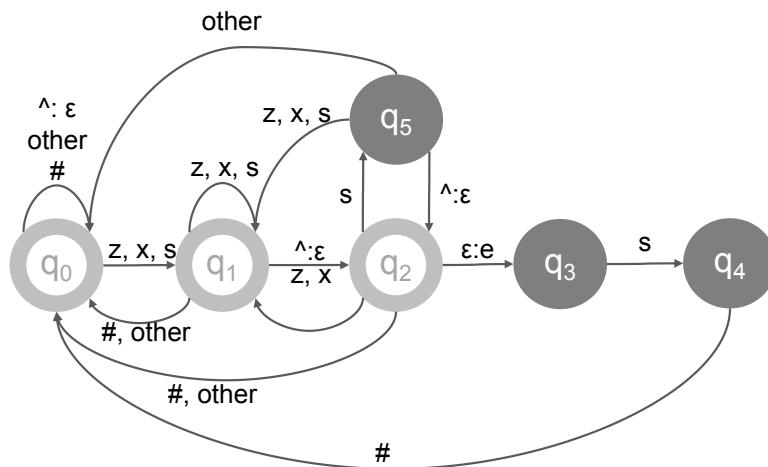 other
^: ε
other
#
z, x, s
q5
z, x, s
s
^:ε
q0
z, x, s
q1
^:ε
z, x
q2
ε:e
q3
s
q4
#, other
#, other
#